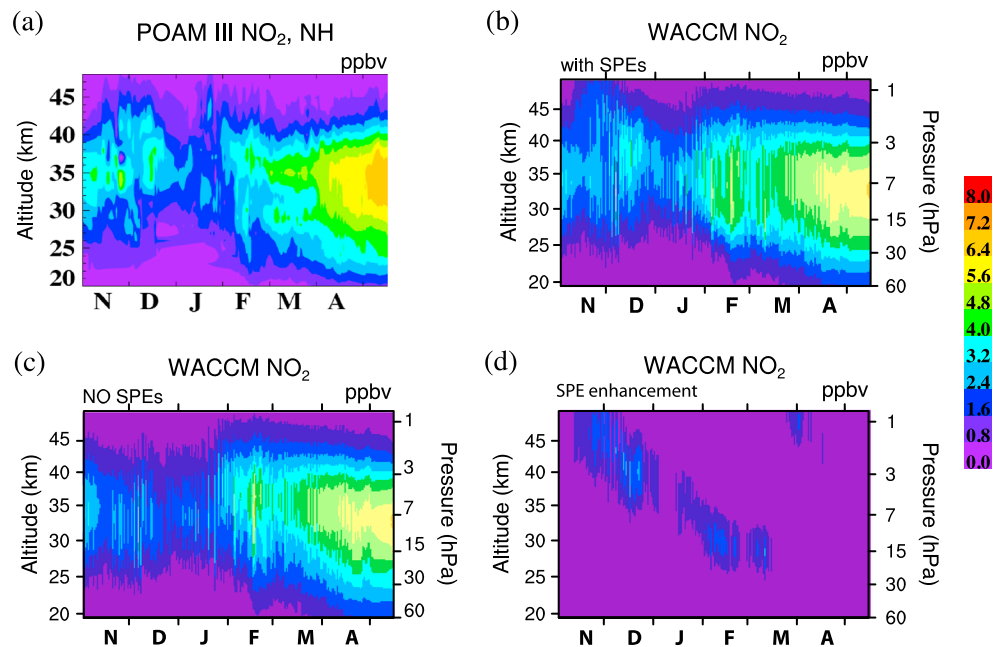 (a)
POAM III NO₂, NH
ppbv
Altitude (km)
45
40
35
30
25
20
N D J F M A
(b)
WACCM NO₂
with SPEs
ppbv
Altitude (km)
45
40
35
30
25
20
1
3
7
15
30
60
Pressure (hPa)
N D J F M A
8.0
7.2
6.4
5.6
4.8
4.0
3.2
2.4
1.6
0.8
0.0
(c)
WACCM NO₂
NO SPEs
ppbv
Altitude (km)
45
40
35
30
25
20
1
3
7
15
30
60
Pressure (hPa)
N D J F M A
(d)
WACCM NO₂
SPE enhancement
ppbv
Altitude (km)
45
40
35
30
25
20
1
3
7
15
30
60
Pressure (hPa)
N D J F M A